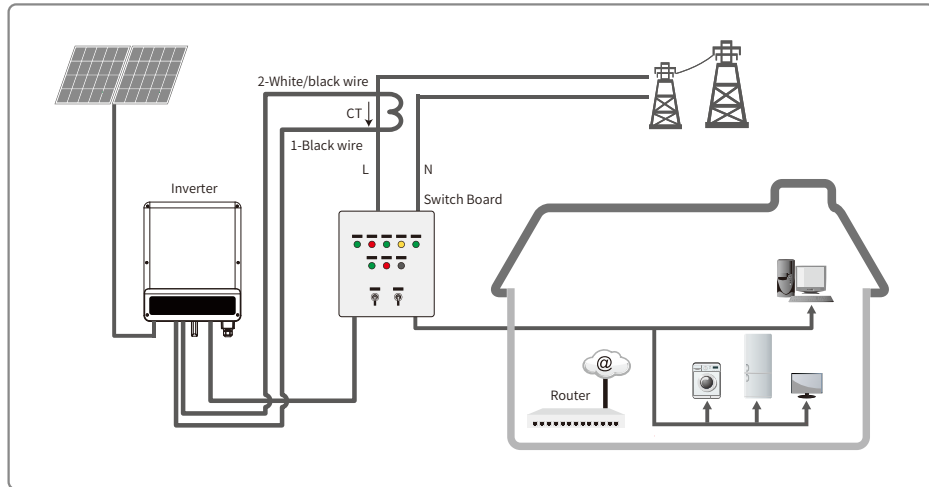 2-White/black wire
CT
1-Black wire
L
N
Switch Board
Inverter
@
Router